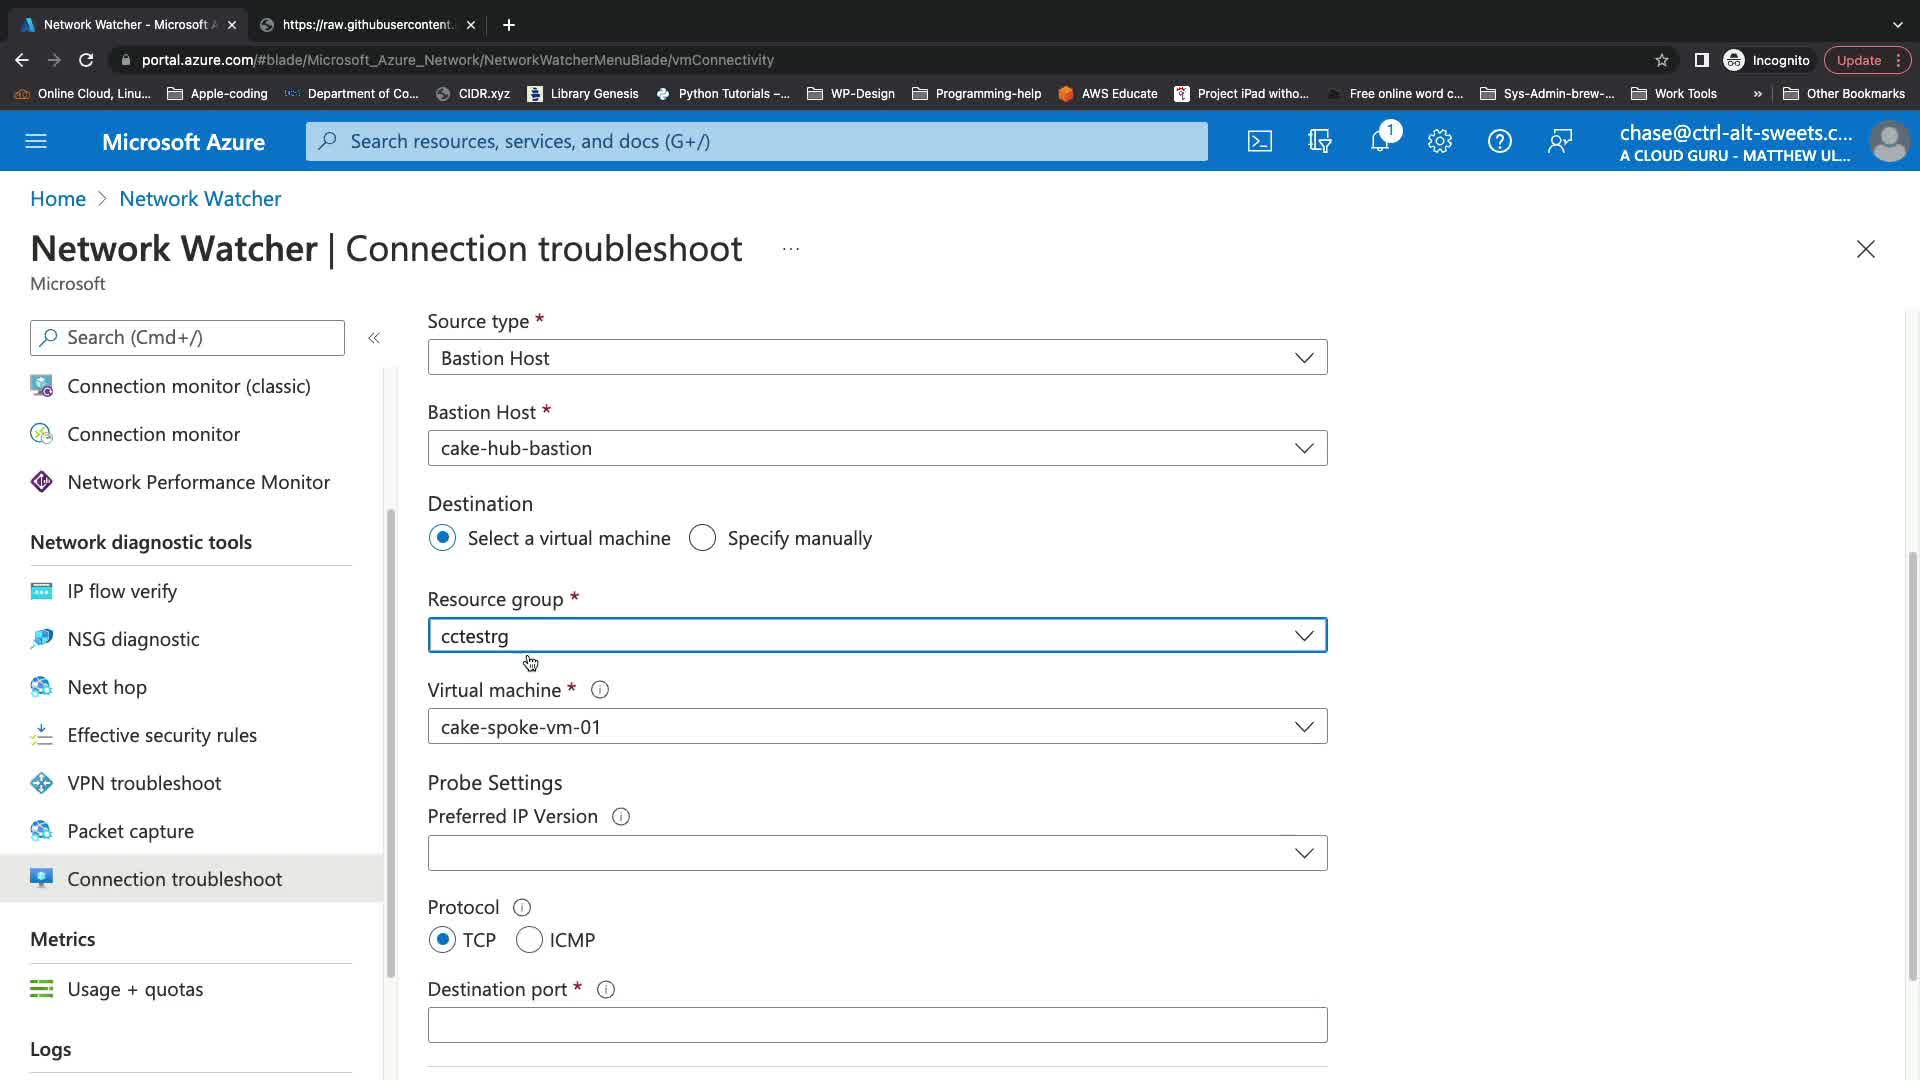 Network Watcher - Microsoft A
https://raw.githubusercontent.
portal.azure.com/#blade/Microsoft_Azure_Network/NetworkWatcherMenuBlade/vmConnectivity
Incognito
Update
Online Cloud, Linu...
Apple-coding
Department of Co...
CIDR.xyz
Library Genesis
Python Tutorials –...
WP-Design
Programming-help
AWS Educate
Project iPad witho...
Free online word c...
Sys-Admin-brew-...
Work Tools
»
Other Bookmarks
Microsoft Azure
Search resources, services, and docs (G+/)
1
chase@ctrl-alt-sweets.c...
A CLOUD GURU - MATTHEW UL...
Home > Network Watcher
Network Watcher | Connection troubleshoot ...
Microsoft
Search (Cmd+/)
«
Connection monitor (classic)
Connection monitor
Network Performance Monitor
Network diagnostic tools
IP flow verify
NSG diagnostic
Next hop
Effective security rules
VPN troubleshoot
Packet capture
Connection troubleshoot
Metrics
Usage + quotas
Logs
Source type *
Bastion Host
Bastion Host *
cake-hub-bastion
Destination
Select a virtual machine
Specify manually
Resource group *
cctestrg
Virtual machine *
cake-spoke-vm-01
Probe Settings
Preferred IP Version
Protocol
TCP
ICMP
Destination port *